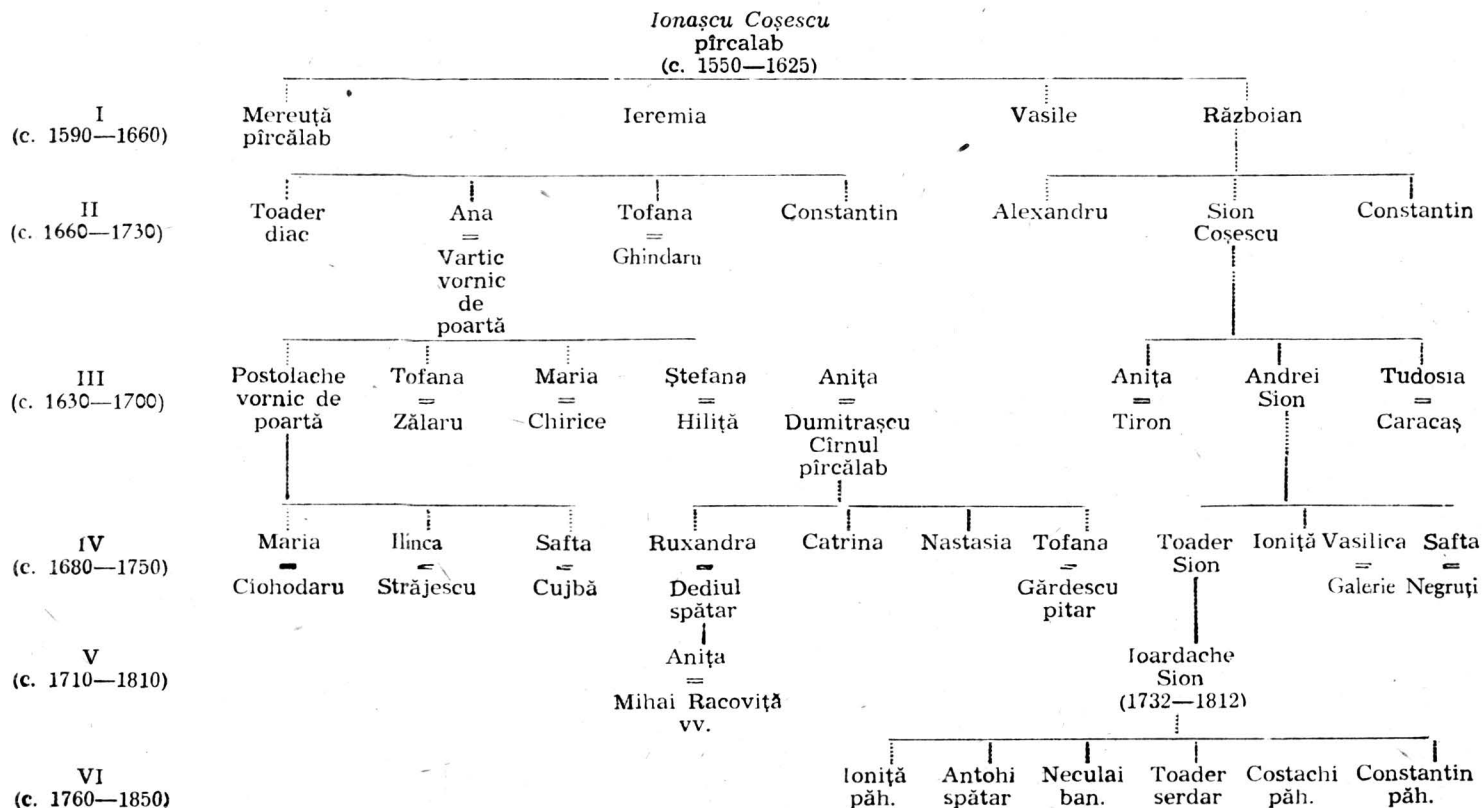 Ionașcu Coșescu
pîrcalab
(c. 1550—1625)
I Mereuță Ieremia Vasile Războian
(c. 1590—1660) pîrcălab
II Toader Ana Tofana Constantin Alexandru Sion Constantin
(c. 1660—1730) diac = = Coșescu
Vartic Ghindaru
vornic
de
poartă
III Postolache Tofana Maria Ștefana Anița Anița Andrei Tudosia
(c. 1630—1700) vornic de = = = = = Sion =
poartă Zălaru Chirice Hiliță Dumitrașcu Tiron Caracaș
Cîrnul
pîrcălab
IV Maria Ilinca Safta Ruxandra Catrina Nastasia Tofana Toader Ioniță Vasilica Safta
(c. 1680—1750) = = = = = Sion = =
Ciohodaru Străjescu Cujbă Dediul Gărdescu Galerie Negruți
spătar pitar
V Anița Ioardache
(c. 1710—1810) = Sion
Mihai Racoviță (1732—1812)
vv.
VI Ioniță Antohi Neculai Toader Costachi Constantin
(c. 1760—1850) păh. spătar ban. serdar păh. păh.